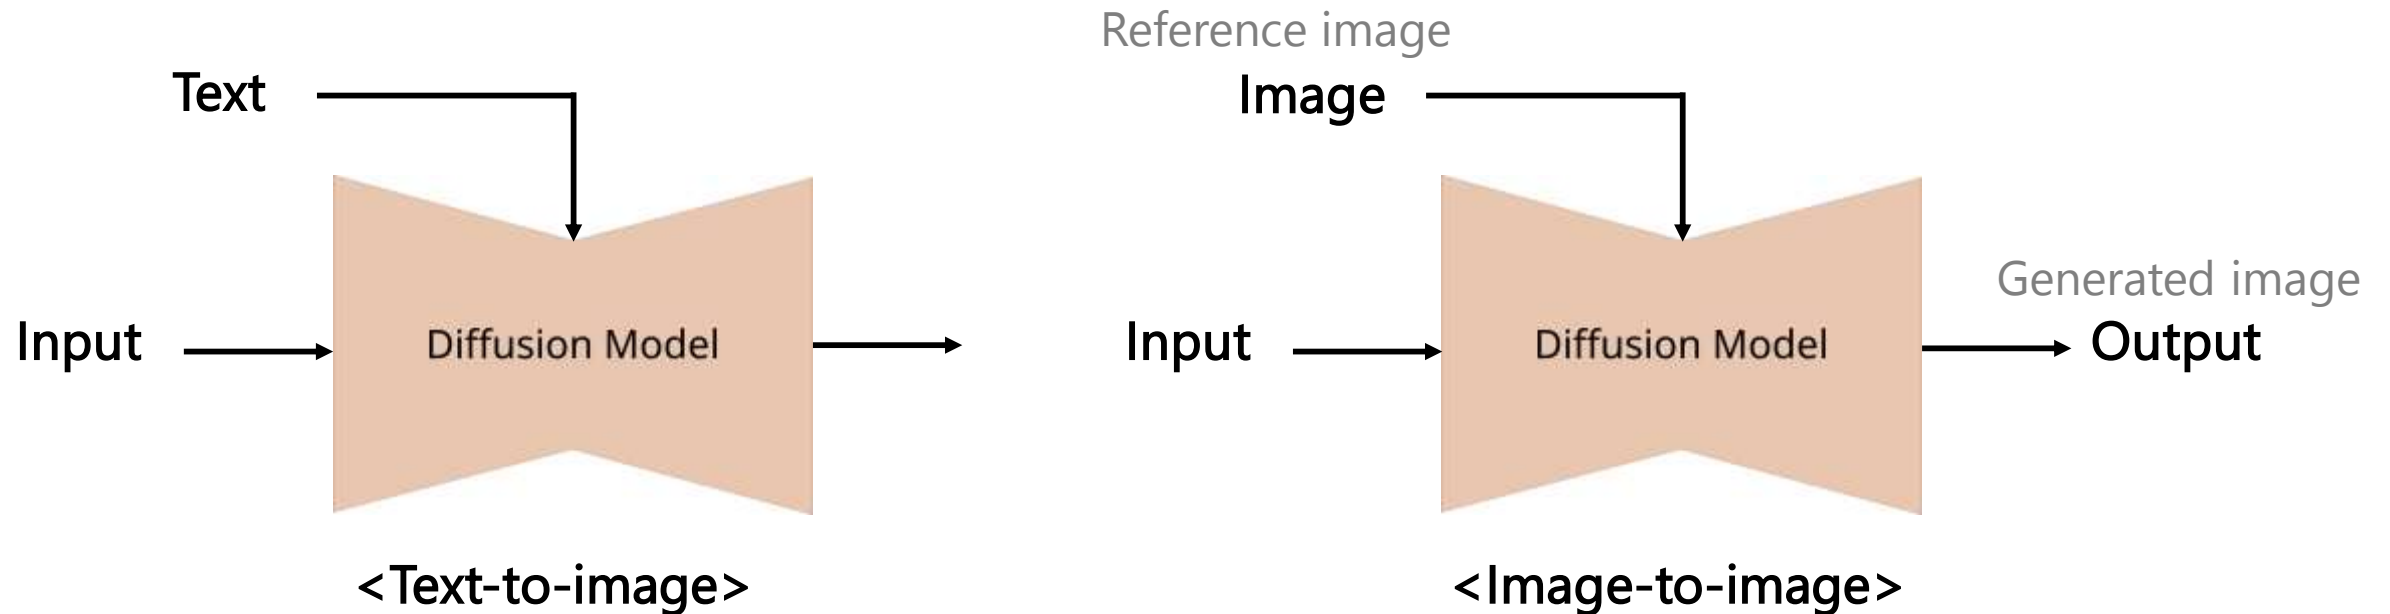 Text
Input
Diffusion Model
<Text-to-image>
Reference image
Image
Input
Diffusion Model
Generated image
Output
<Image-to-image>